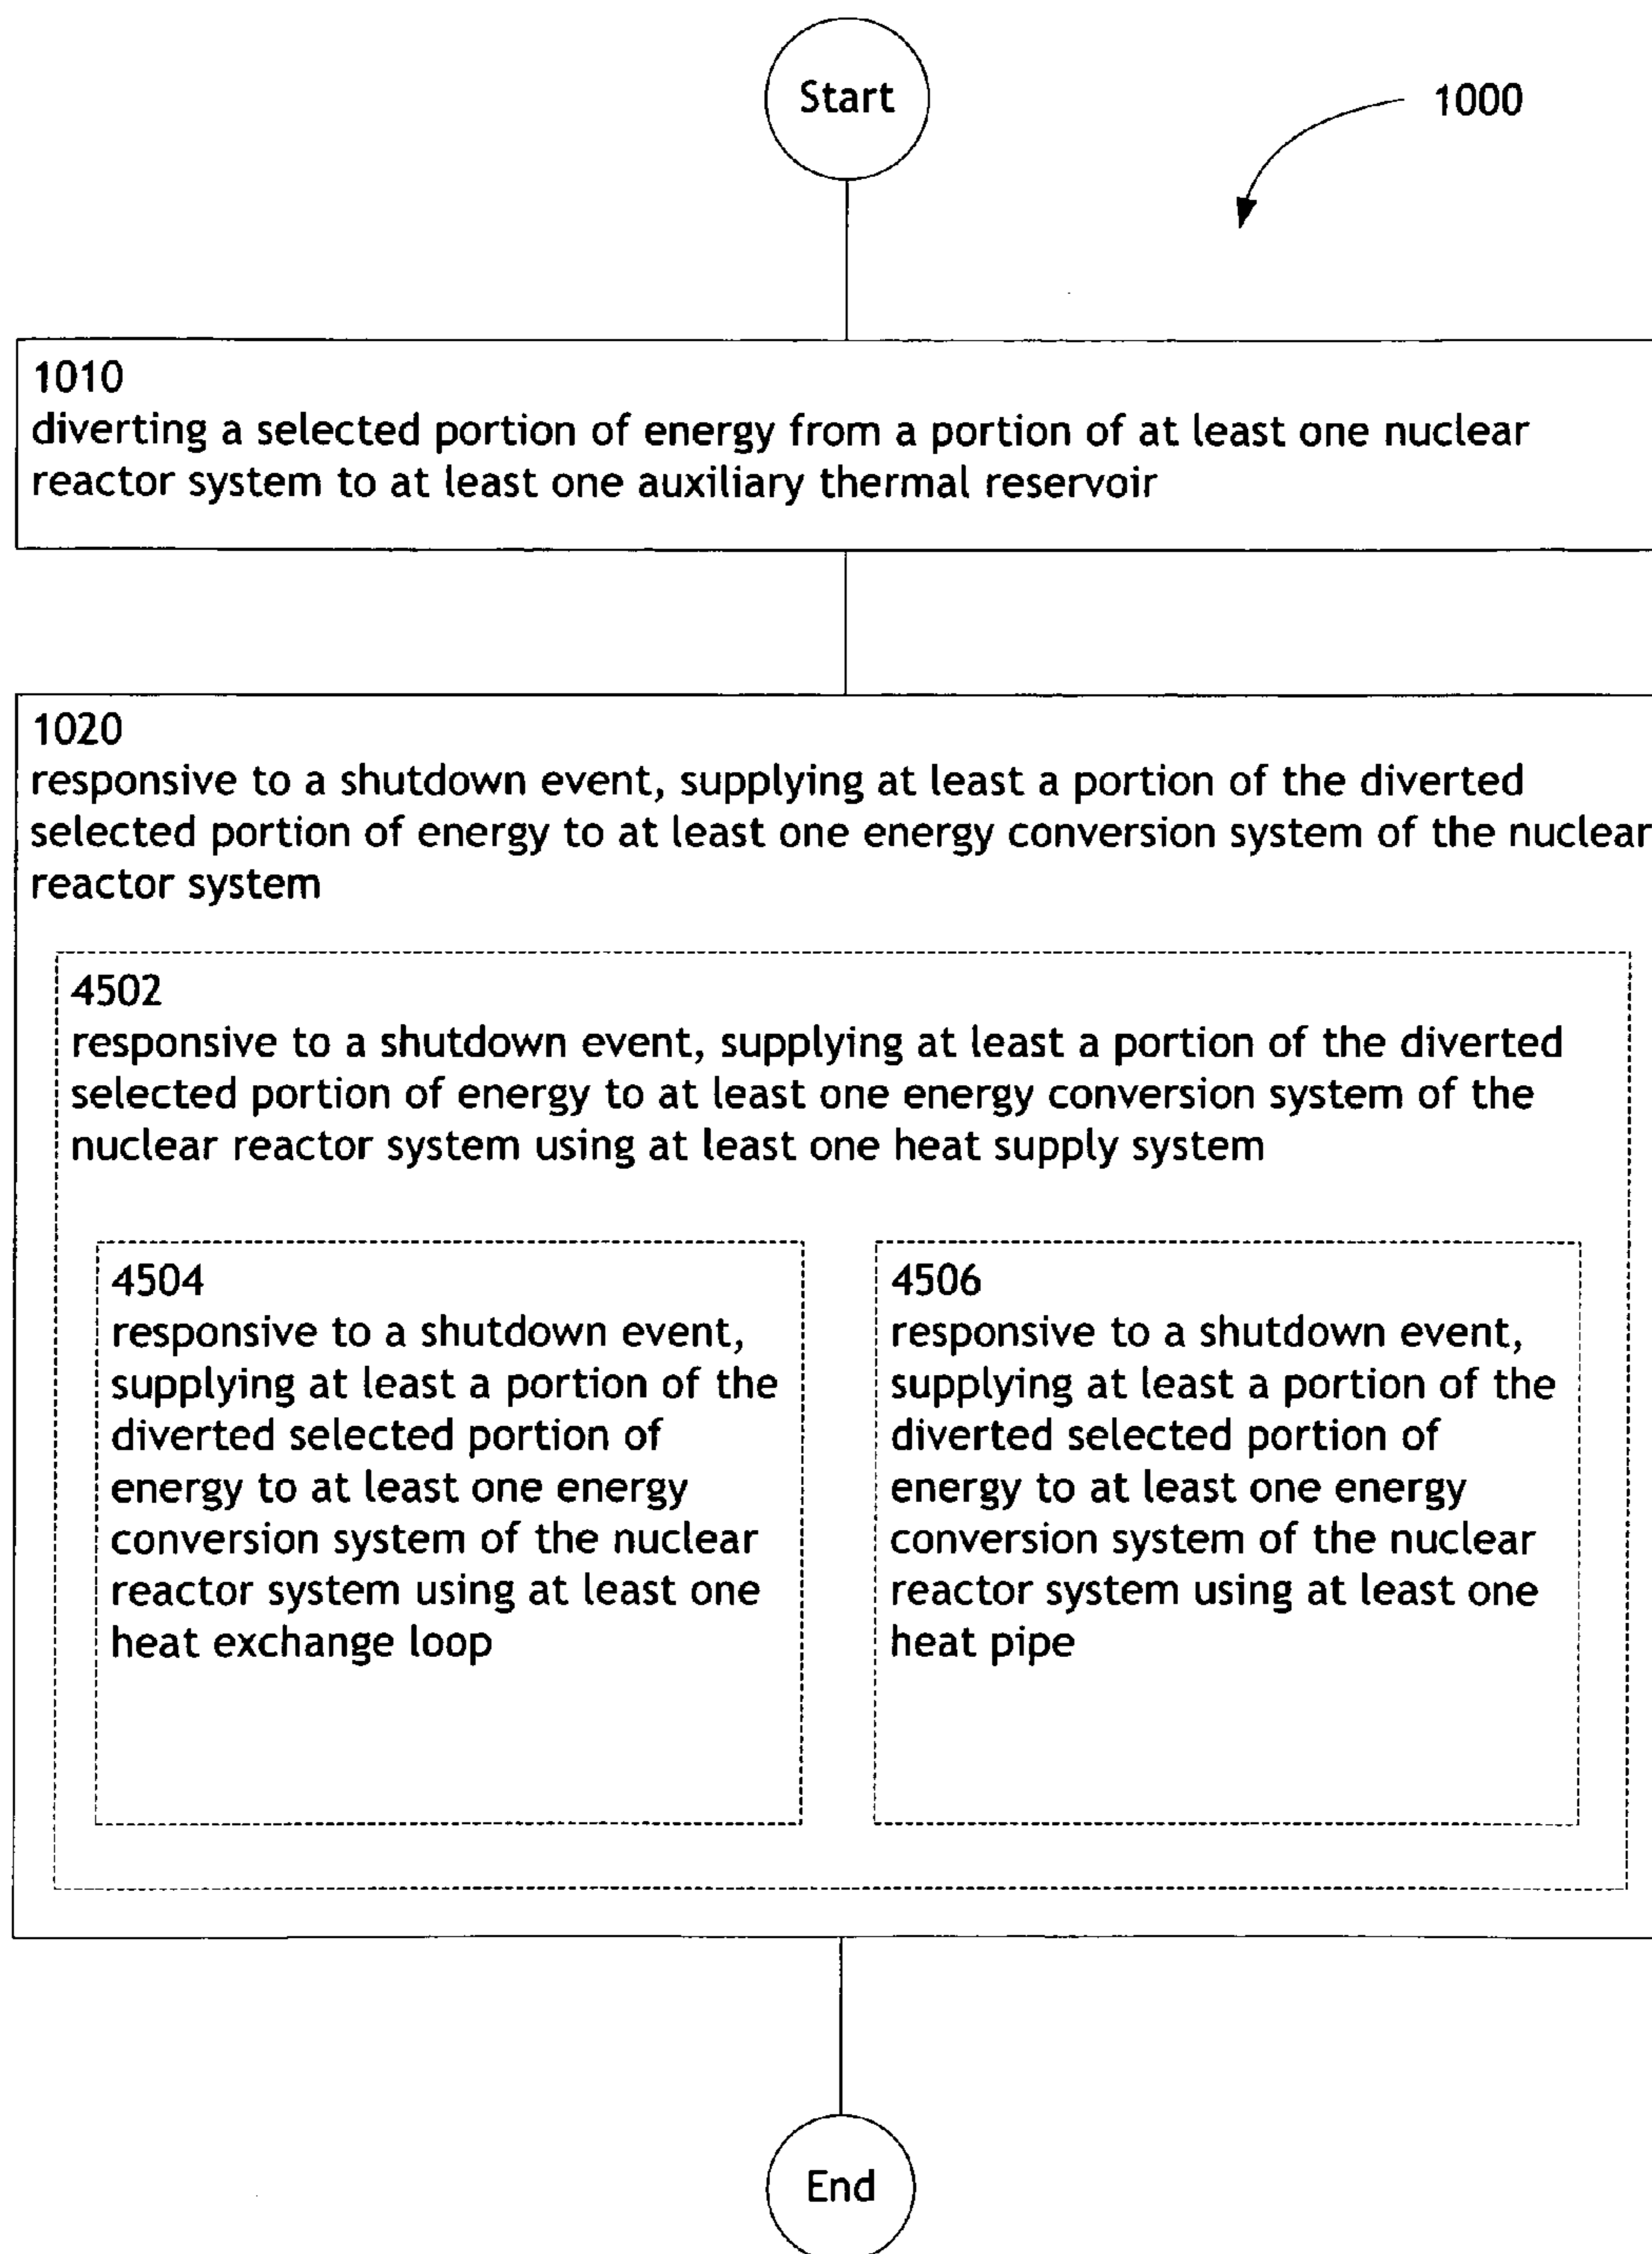 Start
1000
1010
diverting a selected portion of energy from a portion of at least one nuclear
reactor system to at least one auxiliary thermal reservoir
1020
responsive to a shutdown event, supplying at least a portion of the diverted
selected portion of energy to at least one energy conversion system of the nuclear
reactor system
4502
responsive to a shutdown event, supplying at least a portion of the diverted
selected portion of energy to at least one energy conversion system of the
nuclear reactor system using at least one heat supply system
4504
responsive to a shutdown event,
supplying at least a portion of the
diverted selected portion of
energy to at least one energy
conversion system of the nuclear
reactor system using at least one
heat exchange loop
4506
responsive to a shutdown event,
supplying at least a portion of the
diverted selected portion of
energy to at least one energy
conversion system of the nuclear
reactor system using at least one
heat pipe
End